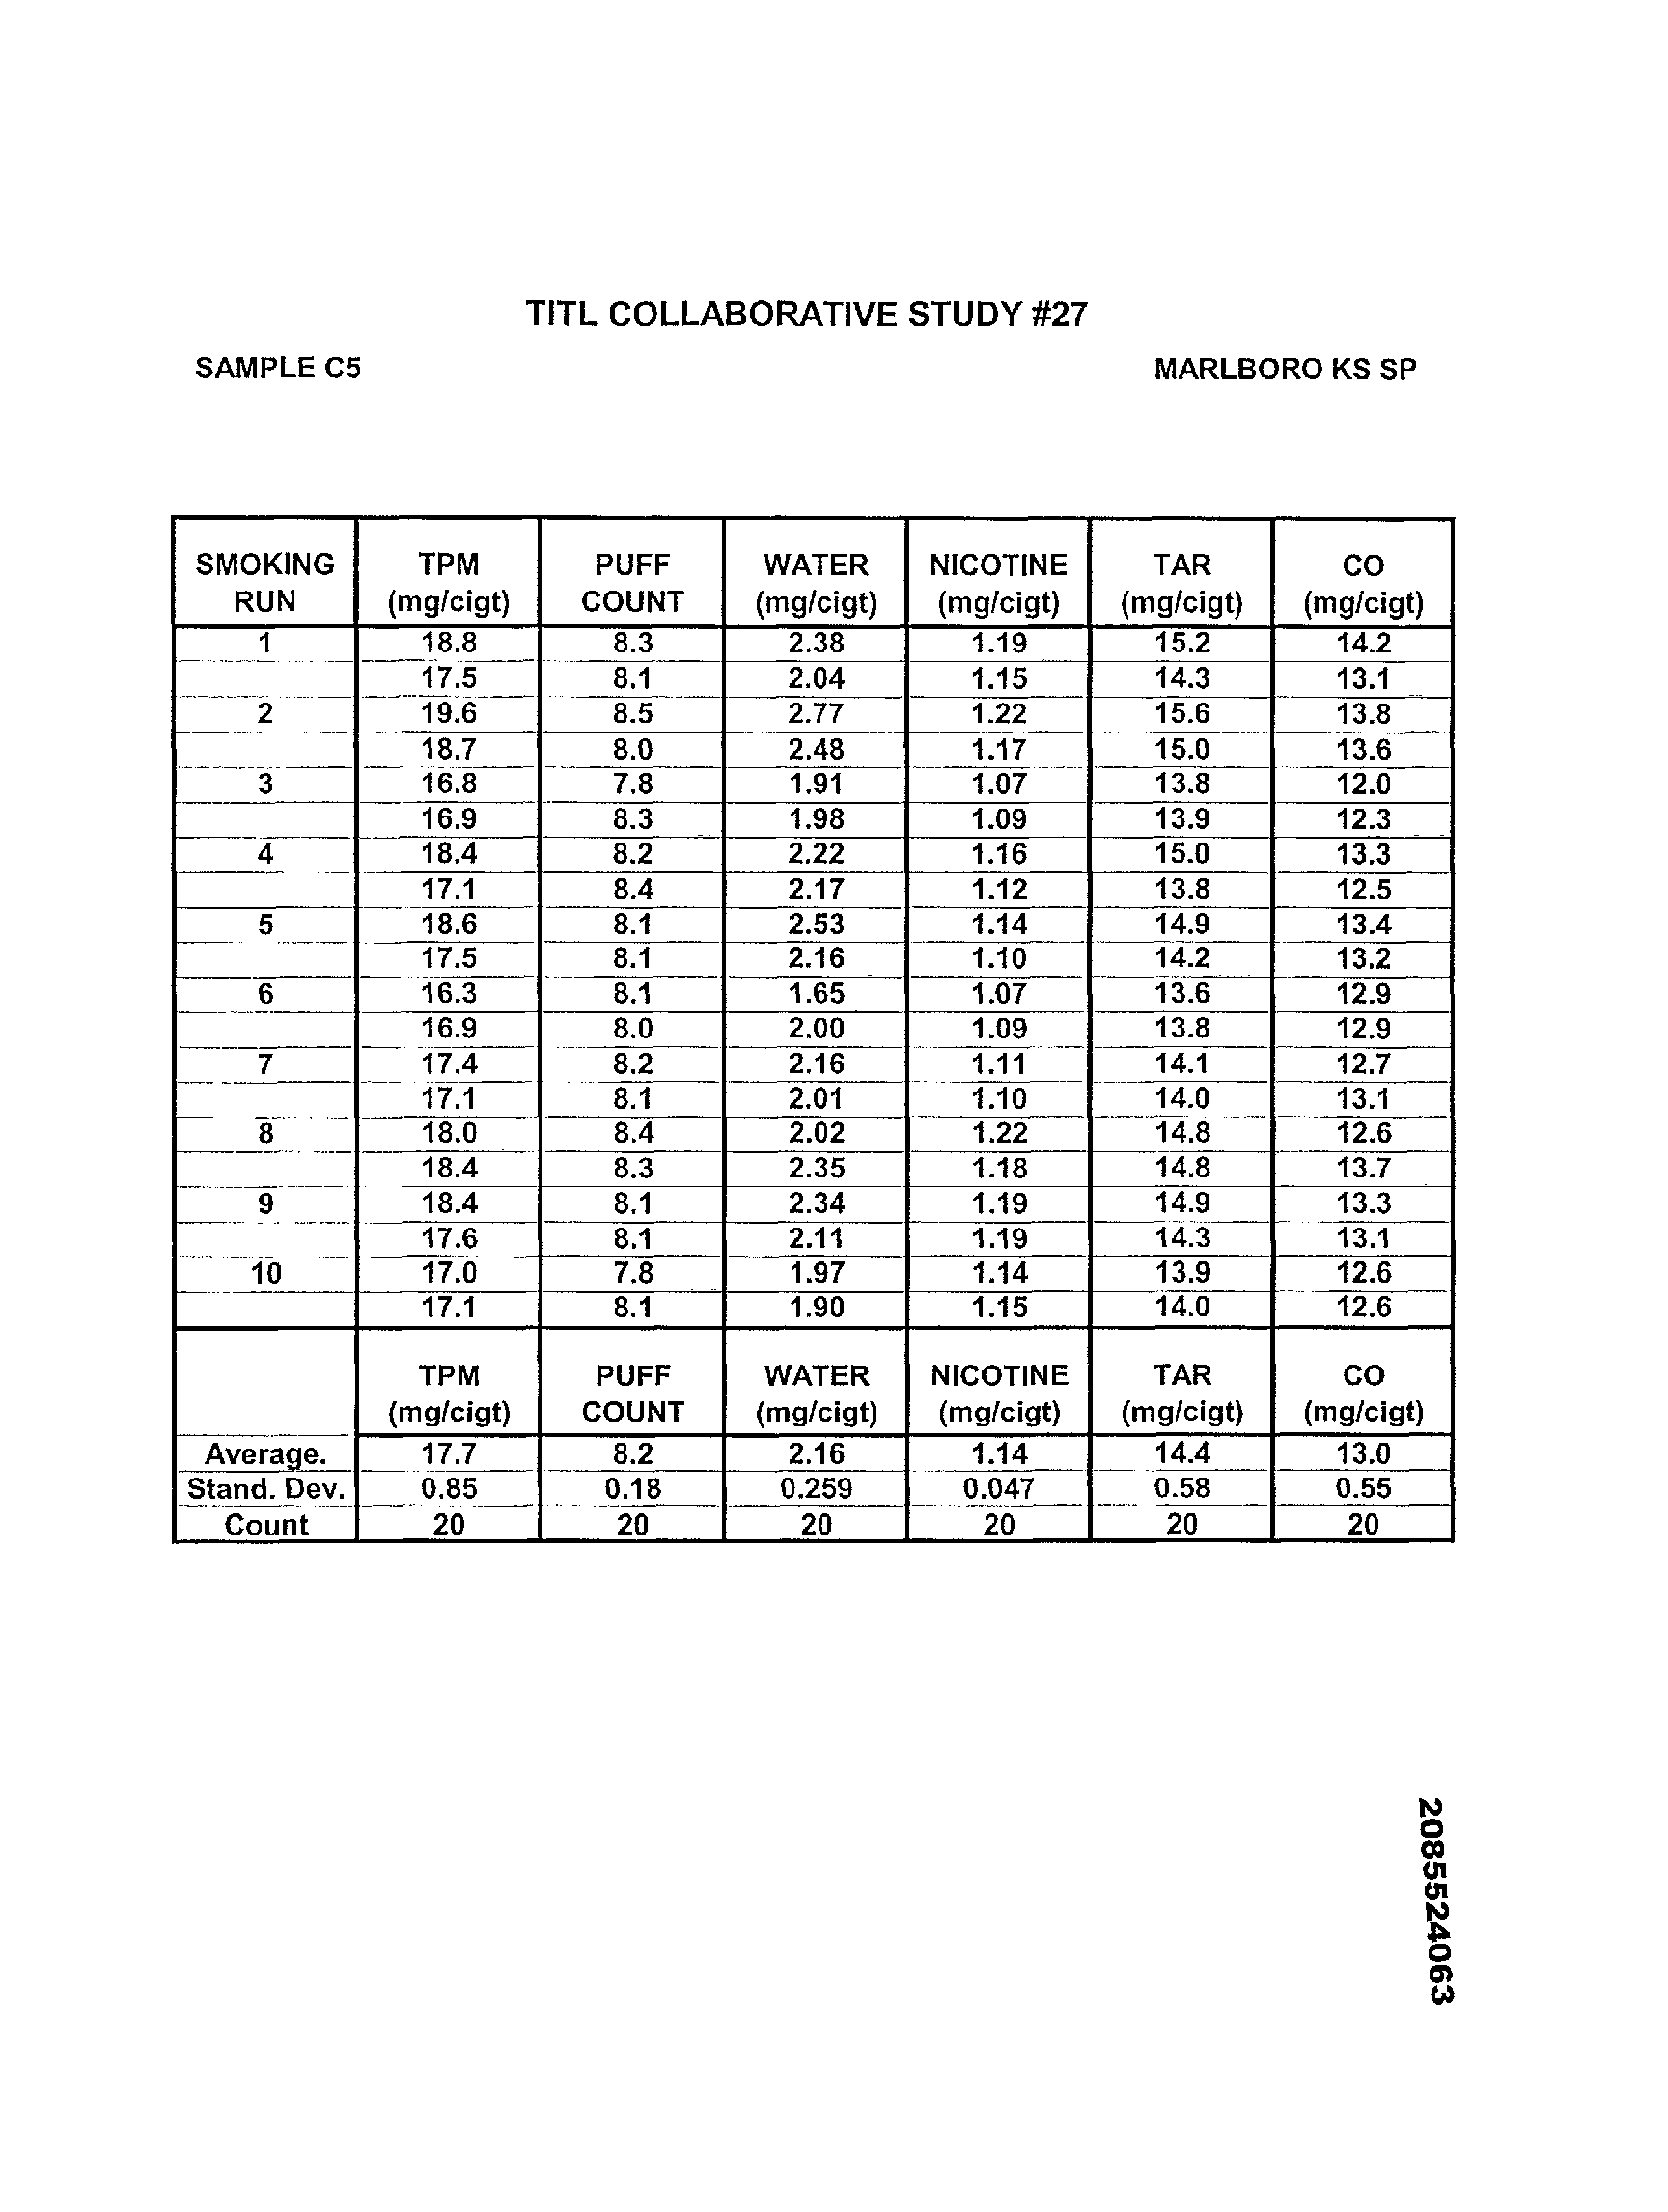 TITL COLLABORATIVE STUDY #27
SAMPLE C5 MARLBORO KS SP
SMOKING TPM PUFF WATER NICOTINE TAR CO
RUN (mg/cigt) COUNT (mg/cigt) (mg/cigt) (mg/cigt) (mg/cigt)
1 18.8 8.3 2.38 1.19 15.2 14.2
17.5 8.1 2.04 1.15 14.3 13.1
2 19.6 8.5 2.77 1.22 15.6 13.8
18.7 8.0 2.48 1.17 15.0 13.6
3 16.8 7.8 1.91 1.07 13.8 12.0
16.9 8.3 1.98 1.09 13.9 12.3
4 18.4 8.2 2.22 1.16 15.0 13.3
17.1 8.4 2.17 1.12 13.8 12.5
5 18.6 8.1 2.53 1.14 14.9 13.4
17.5 8.1 2.16 1.10 14.2 13.2
6 16.3 8.1 1.65 1.07 13.6 12.9
16.9 8.0 2.00 1.09 13.8 12.9
7 17.4 8.2 2.16 1.11 14.1 12.7
17.1 8.1 2.01 1.10 14.0 13.1
8 18.0 8.4 2.02 1.22 14.8 12.6
18.4 8.3 2.35 1.18 14.8 13.7
9 18.4 8.1 2.34 1.19 14.9 13.3
17.6 8.1 2.11 1.19 14.3 13.1
10 17.0 7.8 1.97 1.14 13.9 12.6
17.1 8.1 1.90 1.15 14.0 12.6
TPM PUFF WATER NICOTINE TAR CO
(mg/cigt) COUNT (mg/cigt) (mg/cigt) (mg/cigt) (mg/cigt)
Average. 17.7 8.2 2.16 1.14 14.4 13.0
Stand. Dev. 0.85 0.18 0.259 0.047 0.58 0.55
Count 20 20 20 20 20 20
2085524063